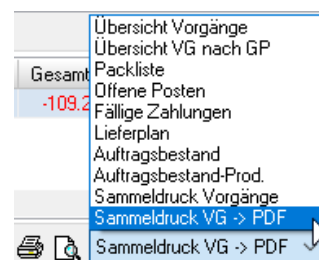 Übersicht Vorgänge
Übersicht VG nach GP
Gesamt
Packliste
Offene Posten
-109.2
Fällige Zahlungen
Lieferplan
Auftragsbestand
Auftragsbestand-Prod.
Sammeldruck Vorgänge
Sammeldruck VG -> PDF
Sammeldruck VG -> PDF